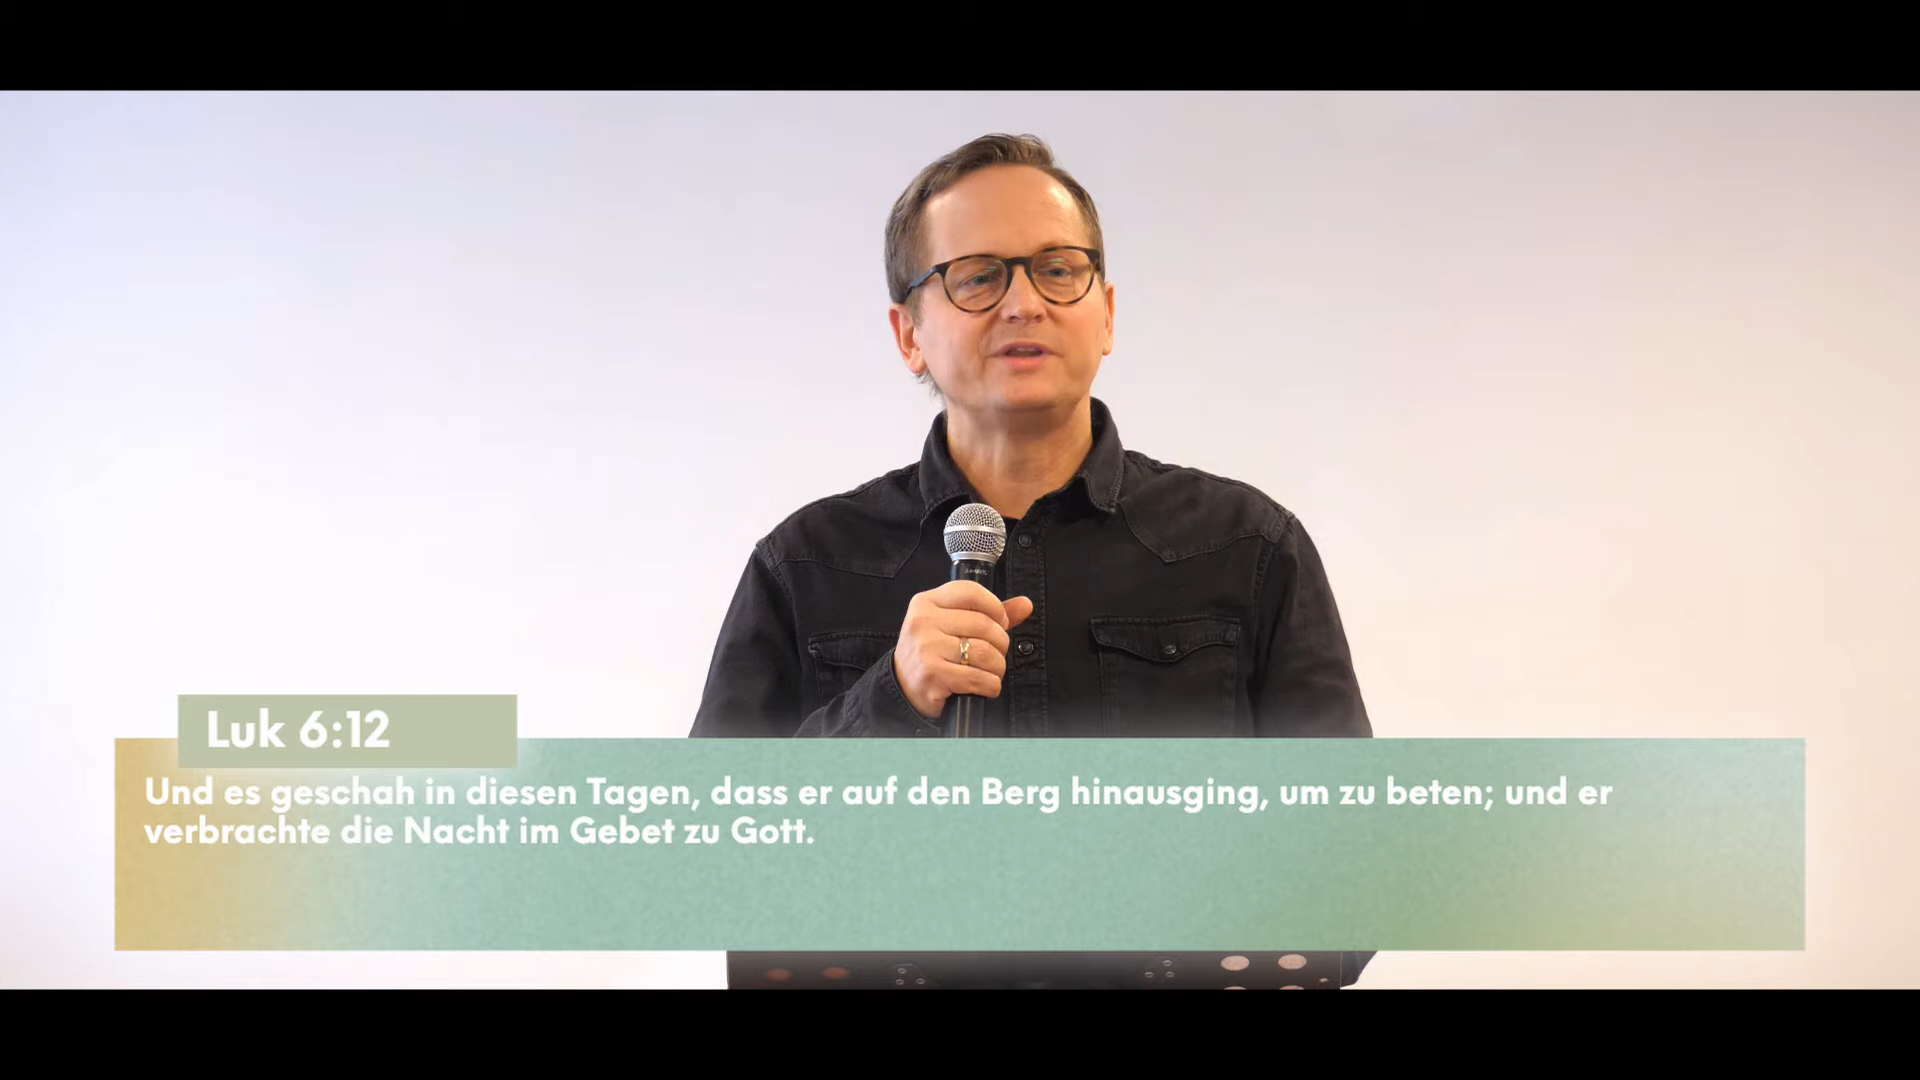 Luk 6:12
Und es geschah in diesen Tagen, dass er auf den Berg hinausging, um zu beten; und er
verbrachte die Nacht im Gebet zu Gott.